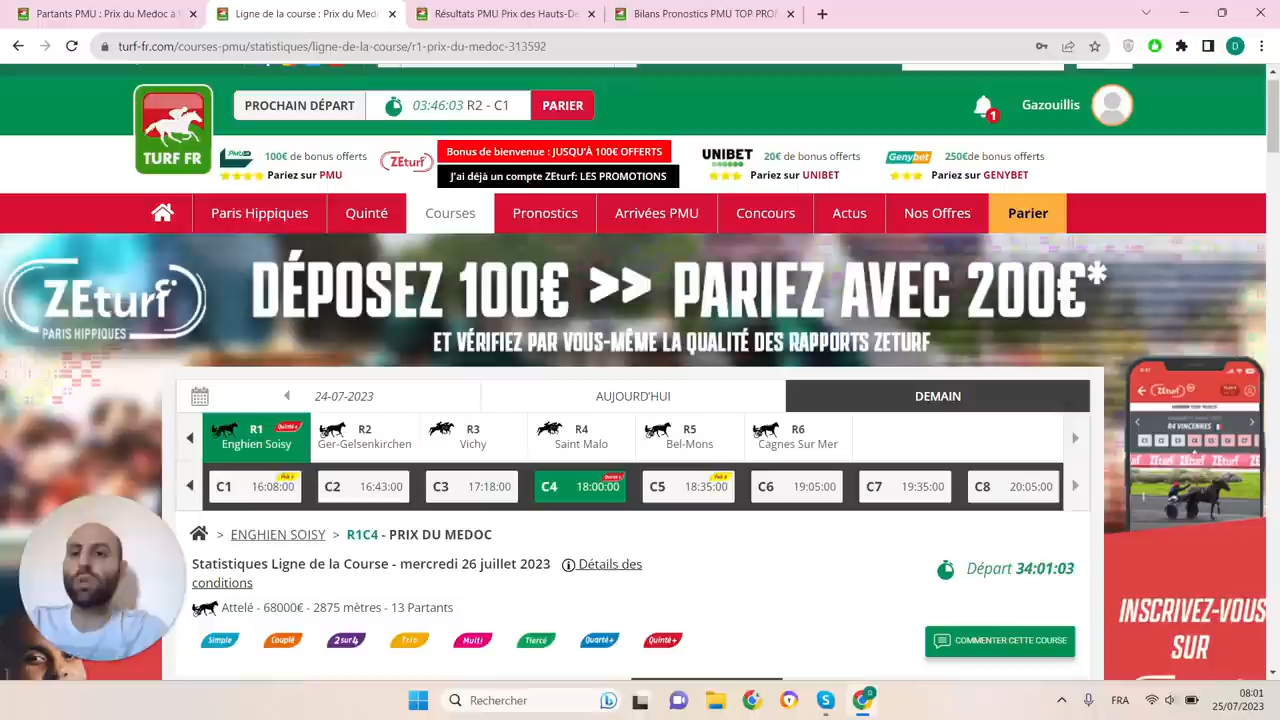 Partants PMU : Prix du Medoc à
Ligne de la course : Prix du Med
Résultats PMU Prix des Hauts-De
Bilans Pronostics PMU TOP PRO
turf-fr.com/courses-pmu/statistiques/ligne-de-la-course/r1-prix-du-medoc-313592
D
TURF FR
PROCHAIN DÉPART 03:46:03 R2 - C1 PARIER
1 Gazouillis
PMU.fr 100€ de bonus offerts
Pariez sur PMU
ZEturf
Bonus de bienvenue : JUSQU'À 100€ OFFERTS
J'ai déjà un compte ZEturf: LES PROMOTIONS
UNIBET 20€ de bonus offerts
Pariez sur UNIBET
Genybet 250€de bonus offerts
Pariez sur GENYBET
Paris Hippiques Quinté Courses Pronostics Arrivées PMU Concours Actus Nos Offres Parier
ZEturf
PARIS HIPPIQUES
DÉPOSEZ 100€ >> PARIEZ AVEC 200€*
ET VÉRIFIEZ PAR VOUS-MÊME LA QUALITÉ DES RAPPORTS ZETURF
24-07-2023 AUJOURD'HUI DEMAIN
R1 Quinté+ R2 R3 R4 R5 R6
Enghien Soisy Ger-Gelsenkirchen Vichy Saint Malo Bel-Mons Cagnes Sur Mer
C1 16:08:00 C2 16:43:00 C3 17:18:00 C4 18:00:00 C5 18:35:00 C6 19:05:00 C7 19:35:00 C8 20:05:00
> ENGHIEN SOISY > R1C4 - PRIX DU MEDOC
Statistiques Ligne de la Course - mercredi 26 juillet 2023 Détails des
conditions
Départ 34:01:03
Attelé - 68000€ - 2875 mètres - 13 Partants
Simple Couplé 2sur4 Trio Multi Tiercé Quarté+ Quinté+
COMMENTER CETTE COURSE
ZEturf
R4 VINCENNES
INSCRIVEZ-VOUS
SUR
Rechercher
FRA
08:01
25/07/2023